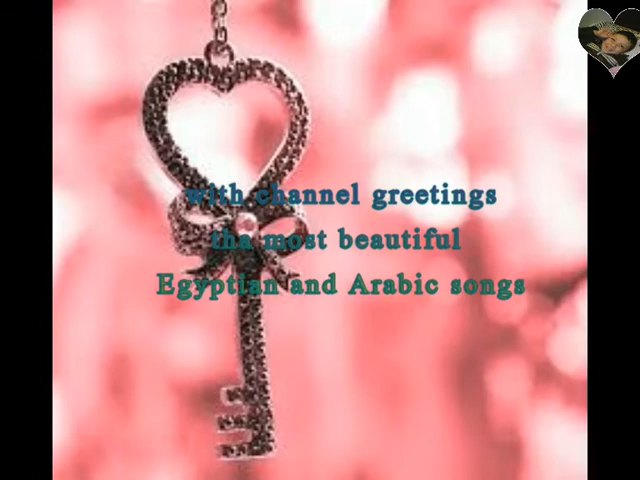 with channel greetings
tha most beautiful
Egyptian and Arabic songs